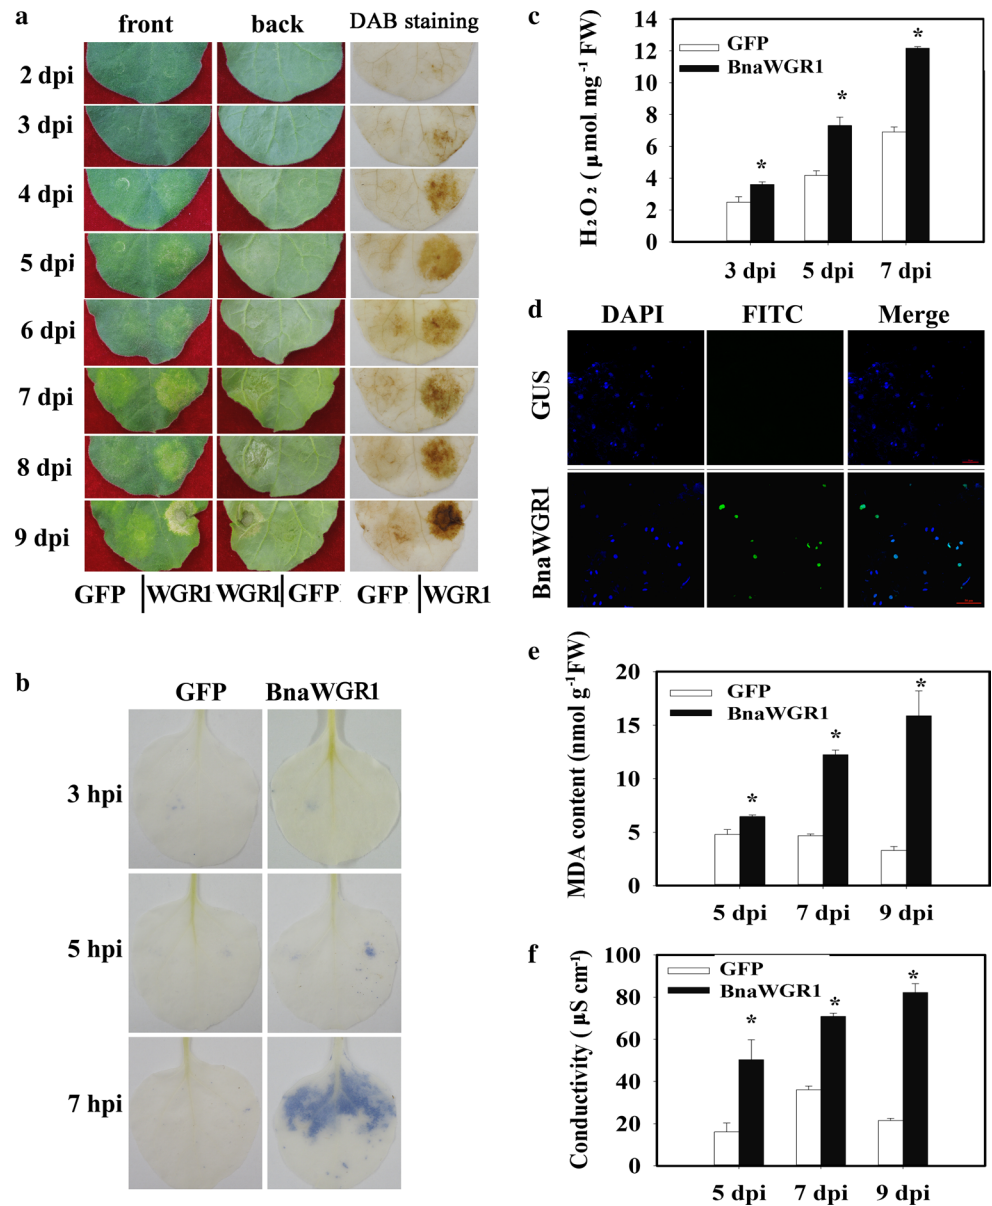 a
front back DAB staining
2 dpi
3 dpi
4 dpi
5 dpi
6 dpi
7 dpi
8 dpi
9 dpi
GFP WGR1 WGR1 GFP GFP WGR1
b
GFP BnaWGR1
3 hpi
5 hpi
7 hpi
c
H₂O₂ ( μmol mg⁻¹ FW)
14
12
10
8
6
4
2
0
GFP
BnaWGR1
*
*
*
3 dpi 5 dpi 7 dpi
d
DAPI FITC Merge
GUS
BnaWGR1
e
MDA content (nmol g⁻¹FW)
20
15
10
5
0
GFP
BnaWGR1
*
*
*
5 dpi 7 dpi 9 dpi
f
Conductivity ( μS cm⁻¹)
100
80
60
40
20
0
GFP
BnaWGR1
*
*
*
5 dpi 7 dpi 9 dpi